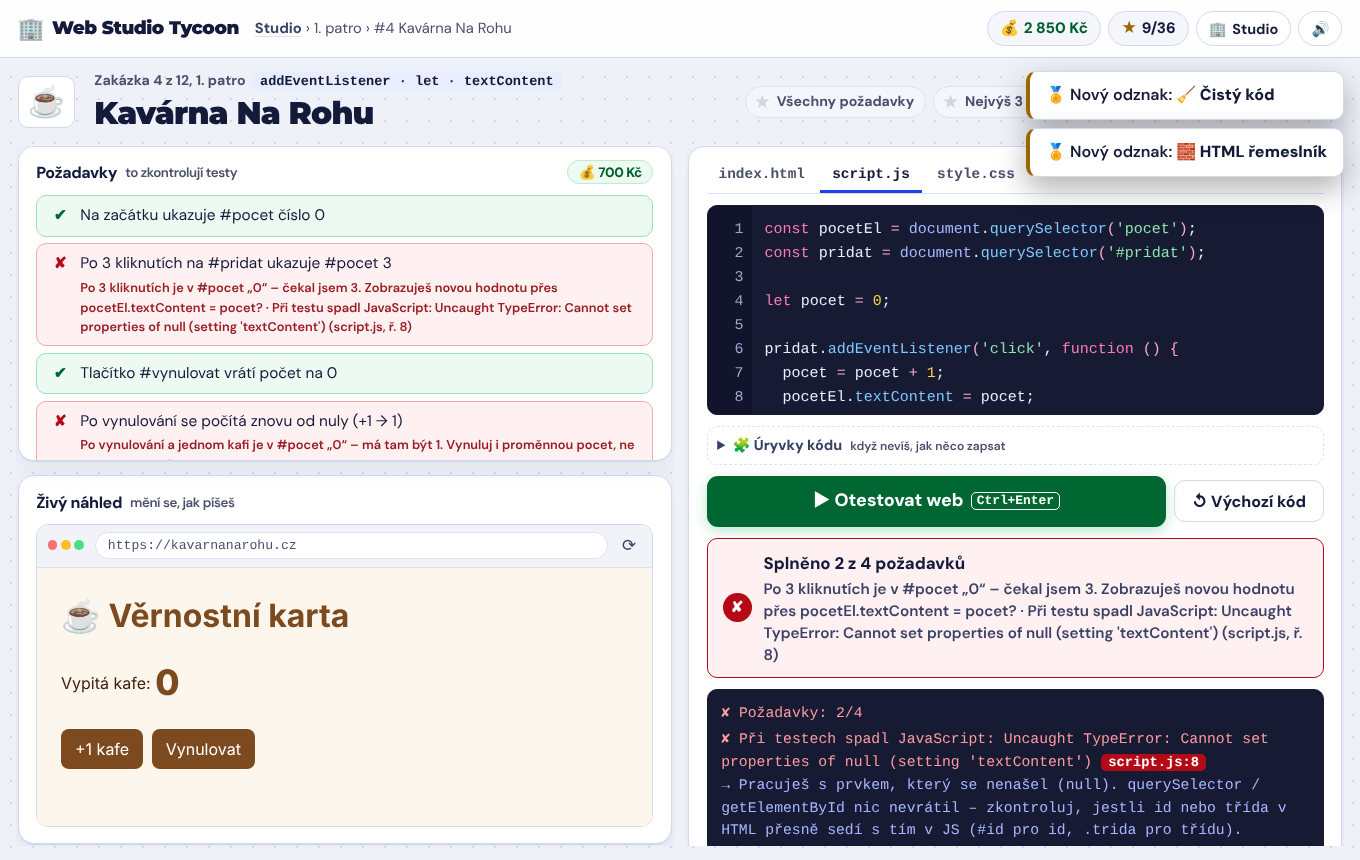 Web Studio Tycoon
Studio › 1. patro › #4 Kavárna Na Rohu
2 850 Kč
9/36
Studio
Zakázka 4 z 12, 1. patro
addEventListener · let · textContent
Kavárna Na Rohu
Všechny požadavky
Nejvýš 3
Nový odznak: Čistý kód
Nový odznak: HTML řemeslník
Požadavky to zkontrolují testy
700 Kč
✔ Na začátku ukazuje #pocet číslo 0
✘ Po 3 kliknutích na #pridat ukazuje #pocet 3
Po 3 kliknutích je v #pocet „0“ – čekal jsem 3. Zobrazuješ novou hodnotu přes
pocetEl.textContent = pocet? · Při testu spadl JavaScript: Uncaught TypeError: Cannot set
properties of null (setting 'textContent') (script.js, ř. 8)
✔ Tlačítko #vynulovat vrátí počet na 0
✘ Po vynulování se počítá znovu od nuly (+1 → 1)
Po vynulování a jednom kafi je v #pocet „0“ – má tam být 1. Vynuluj i proměnnou pocet, ne
Živý náhled mění se, jak píšeš
https://kavarnanarohu.cz
Věrnostní karta
Vypitá kafe: 0
+1 kafe
Vynulovat
index.html
script.js
style.css
1 const pocetEl = document.querySelector('pocet');
2 const pridat = document.querySelector('#pridat');
3
4 let pocet = 0;
5
6 pridat.addEventListener('click', function () {
7 pocet = pocet + 1;
8 pocetEl.textContent = pocet;
▶ Úryvky kódu když nevíš, jak něco zapsat
▶ Otestovat web Ctrl+Enter
↺ Výchozí kód
Splněno 2 z 4 požadavků
✘ Po 3 kliknutích je v #pocet „0“ – čekal jsem 3. Zobrazuješ novou hodnotu
přes pocetEl.textContent = pocet? · Při testu spadl JavaScript: Uncaught
TypeError: Cannot set properties of null (setting 'textContent') (script.js, ř.
8)
✘ Požadavky: 2/4
✘ Při testech spadl JavaScript: Uncaught TypeError: Cannot set
properties of null (setting 'textContent') script.js:8
→ Pracuješ s prvkem, který se nenašel (null). querySelector /
getElementById nic nevrátil – zkontroluj, jestli id nebo třída v
HTML přesně sedí s tím v JS (#id pro id, .trida pro třídu).